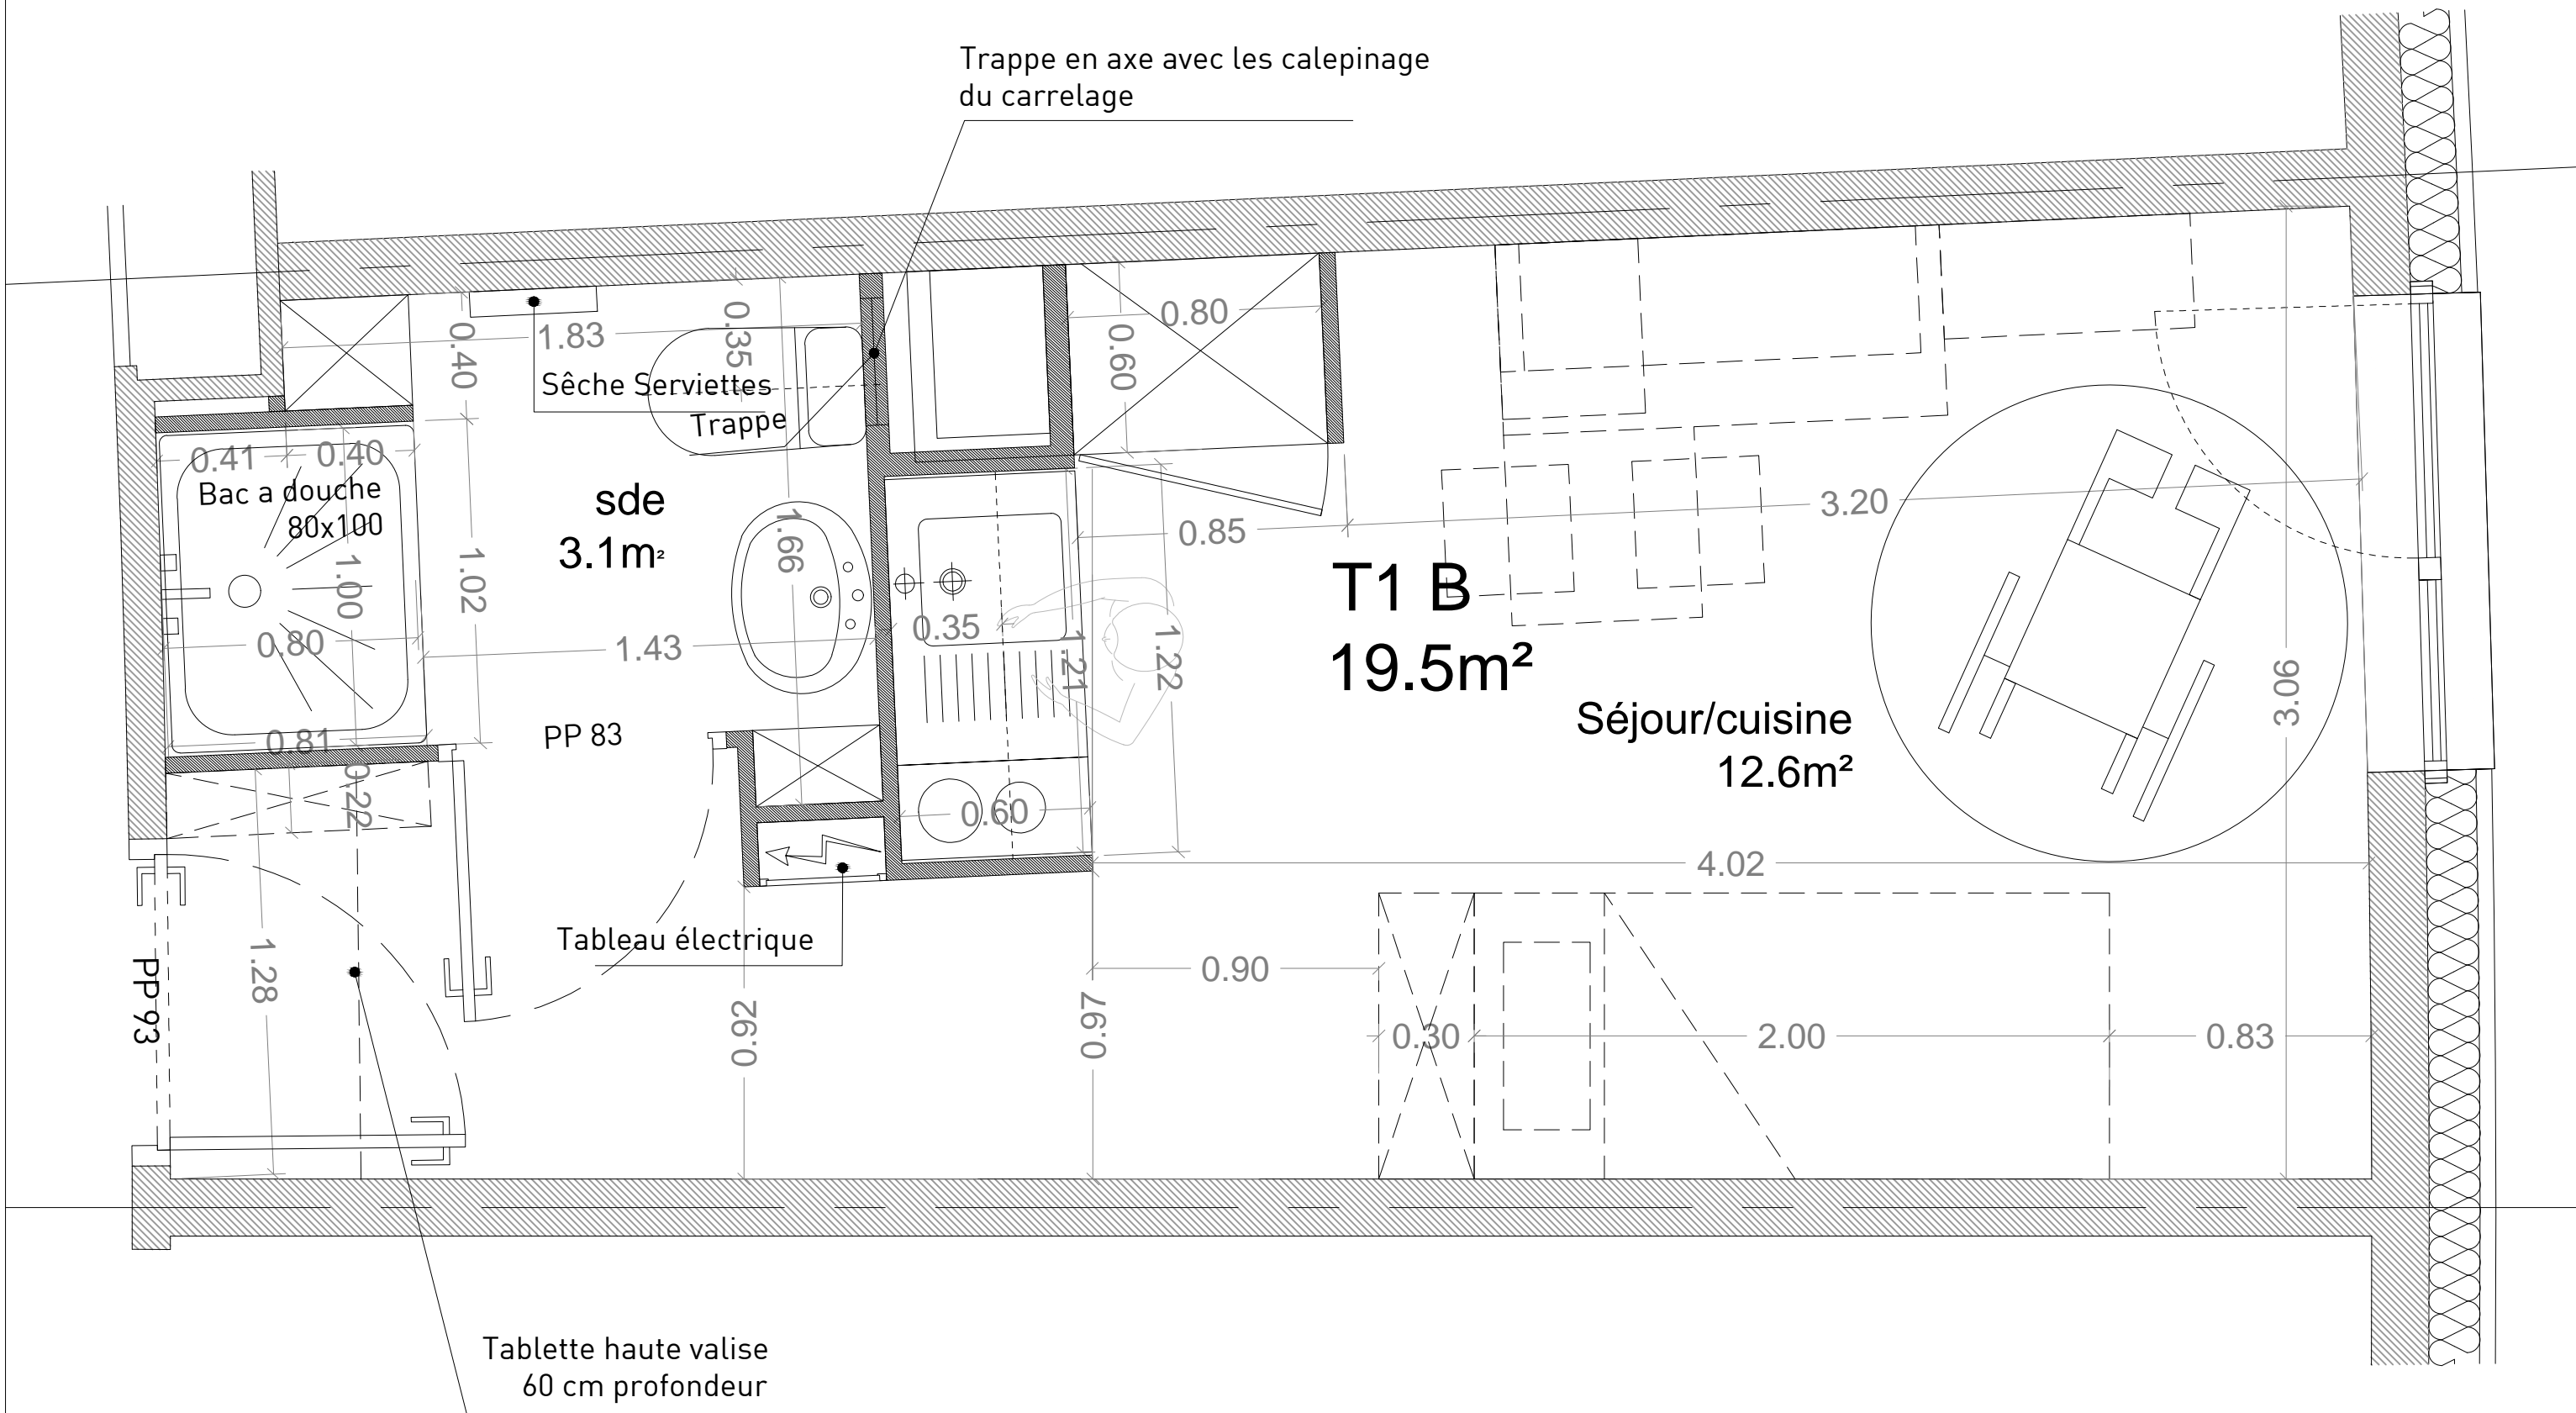 Trappe en axe avec les calepinage
du carrelage
0.40
1.83
0.35
Sêche Serviettes
Trappe
0.60
0.80
0.41
0.40
Bac a douche
80x100
1.00
0.80
0.81
1.02
sde
3.1m²
1.66
1.43
PP 83
0.35
1.21
1.22
0.60
0.85
3.20
T1 B
19.5m²
Séjour/cuisine
12.6m²
3.06
4.02
0.22
1.28
PP 93
Tableau électrique
0.92
0.97
0.90
0.30
2.00
0.83
Tablette haute valise
60 cm profondeur